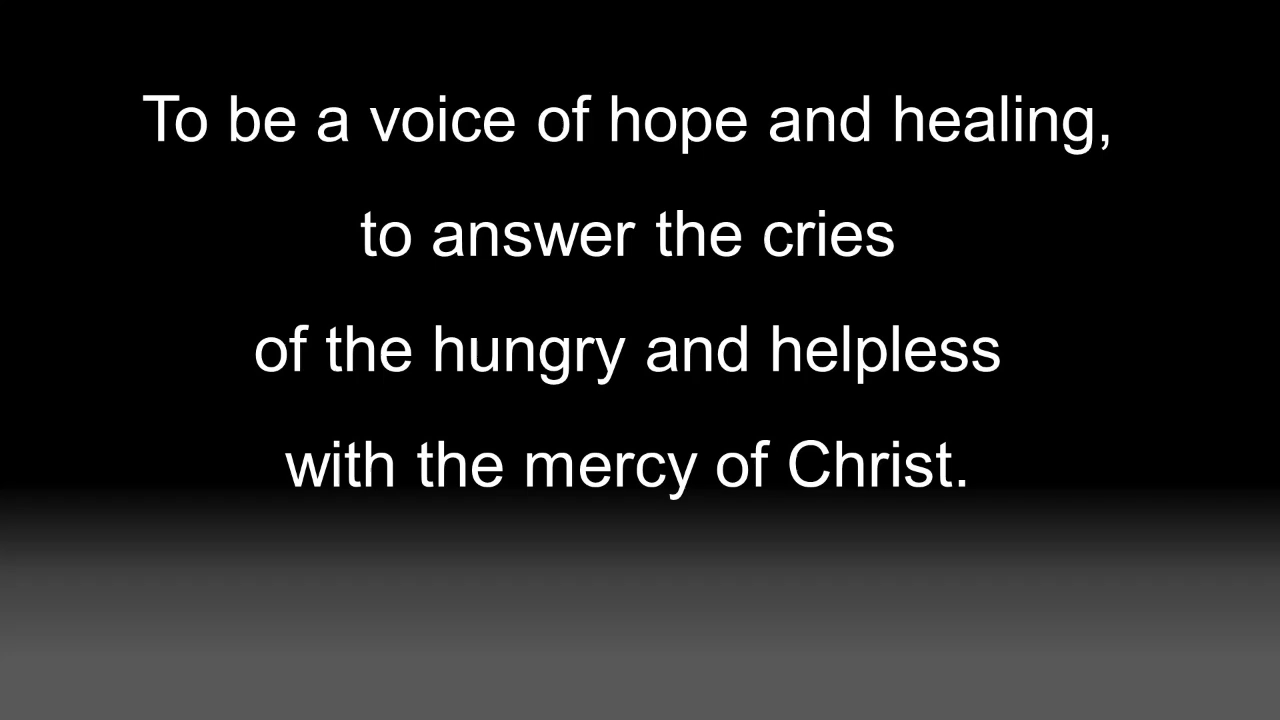 To be a voice of hope and healing,
to answer the cries
of the hungry and helpless
with the mercy of Christ.